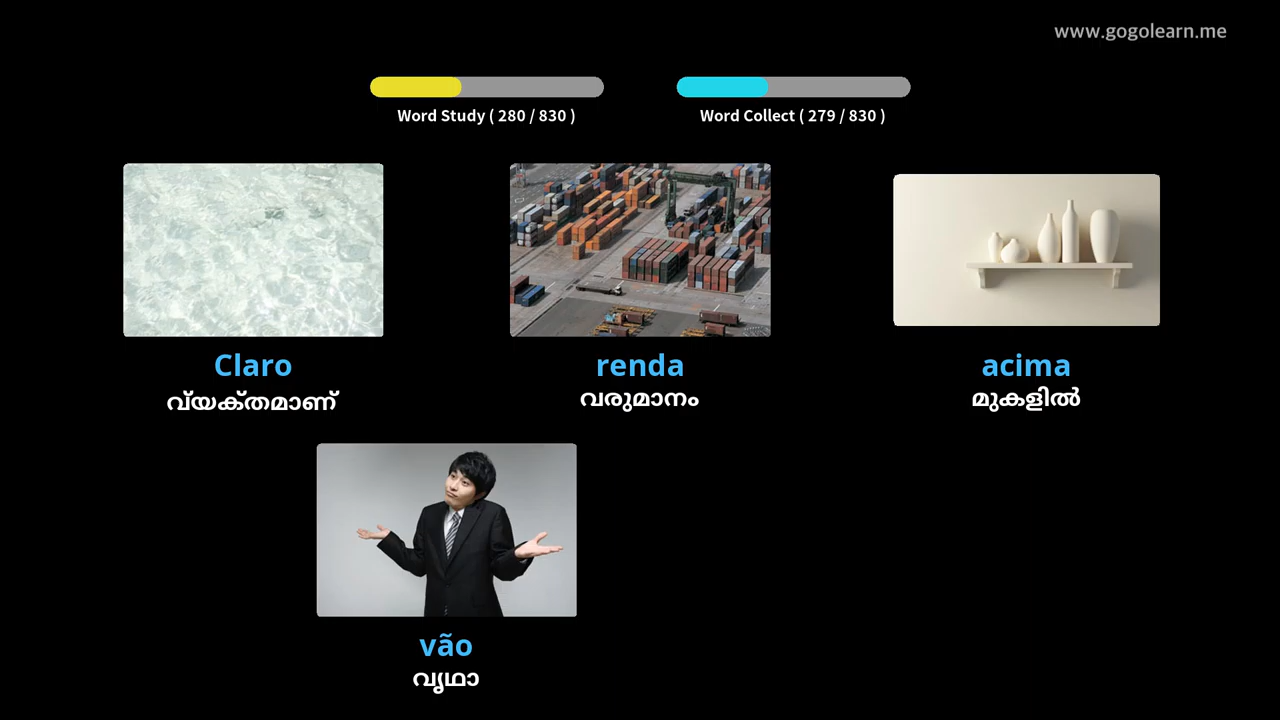 www.gogolearn.me
Word Study ( 280 / 830 )
Word Collect ( 279 / 830 )
Claro
വ്യക്തമാണ്
renda
വരുമാനം
acima
മുകളിൽ
vão
വൃഥാ